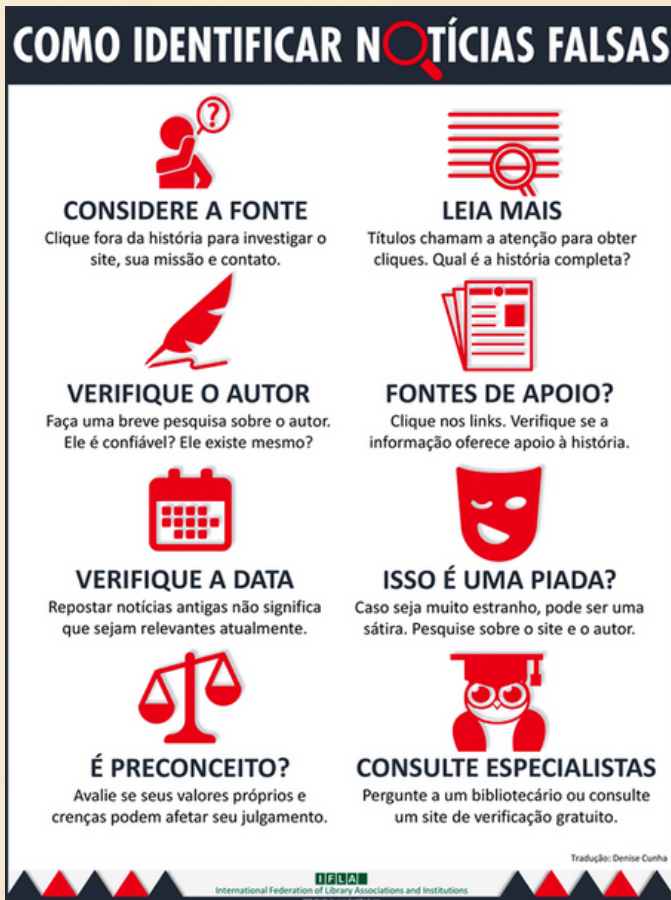 COMO IDENTIFICAR NOTÍCIAS FALSAS
?
CONSIDERE A FONTE
Clique fora da história para investigar o
site, sua missão e contato.
LEIA MAIS
Títulos chamam a atenção para obter
cliques. Qual é a história completa?
VERIFIQUE O AUTOR
Faça uma breve pesquisa sobre o autor.
Ele é confiável? Ele existe mesmo?
FONTES DE APOIO?
Clique nos links. Verifique se a
informação oferece apoio à história.
VERIFIQUE A DATA
Repostar notícias antigas não significa
que sejam relevantes atualmente.
ISSO É UMA PIADA?
Caso seja muito estranho, pode ser uma
sátira. Pesquise sobre o site e o autor.
É PRECONCEITO?
Avalie se seus valores próprios e
crenças podem afetar seu julgamento.
CONSULTE ESPECIALISTAS
Pergunte a um bibliotecário ou consulte
um site de verificação gratuito.
Tradução: Denise Cunha
IFLA
International Federation of Library Associations and Institutions